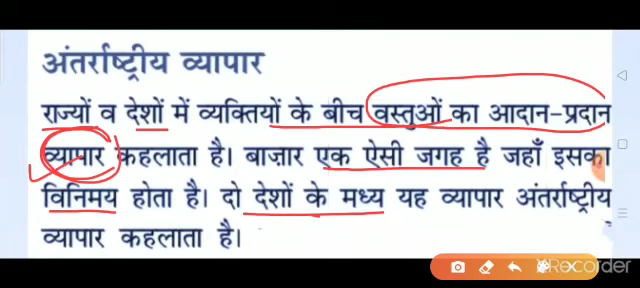 अंतर्राष्ट्रीय व्यापार
राज्यों व देशों में व्यक्तियों के बीच वस्तुओं का आदान-प्रदान
व्यापार कहलाता है। बाज़ार एक ऐसी जगह है जहाँ इसका
विनिमय होता है। दो देशों के मध्य यह व्यापार अंतर्राष्ट्रीय
व्यापार कहलाता है।
Recorder